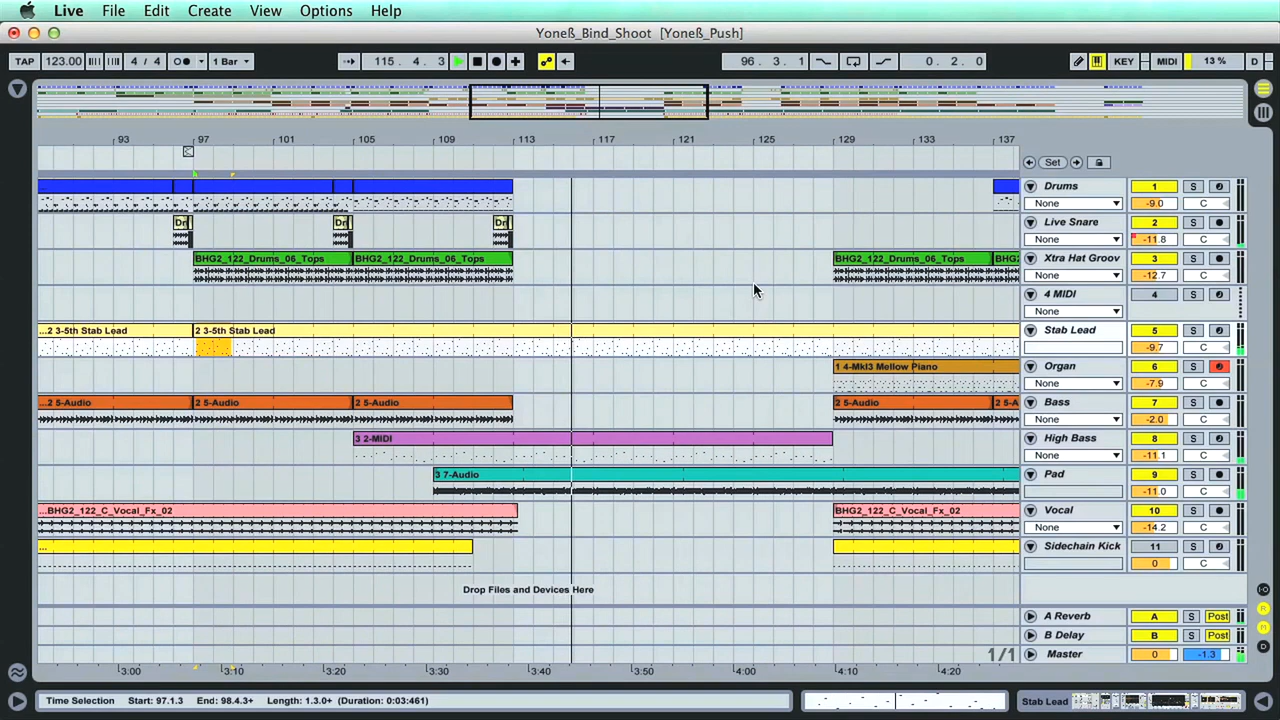 Live File Edit Create View Options Help
Yoneß_Bind_Shoot [Yoneß_Push]
TAP 123.00 4 / 4 1 Bar 115. 4. 3 96. 3. 1 0. 2. 0 KEY MIDI 13 % D
93 97 101 105 109 113 117 121 125 129 133 137
Set
Drums 1 S
None -9.0 C
Dr Dr Dr Live Snare 2 S
None -11.8 C
BHG2_122_Drums_06_Tops BHG2_122_Drums_06_Tops BHG2_122_Drums_06_Tops BHG2 Xtra Hat Groov 3 S
None -12.7 C
4 MIDI 4 S
None
...2 3-5th Stab Lead 2 3-5th Stab Lead Stab Lead 5 S
-9.7 C
1 4-MkI3 Mellow Piano Organ 6 S
None -7.9 C
...2 5-Audio 2 5-Audio 2 5-Audio 2 5-Audio 2 5-A Bass 7 S
None -2.0 C
3 2-MIDI High Bass 8 S
None -11.1 C
3 7-Audio Pad 9 S
-11.0 C
...BHG2_122_C_Vocal_Fx_02 BHG2_122_C_Vocal_Fx_02 Vocal 10 S
None -14.2 C
... Sidechain Kick 11 S
0 C
Drop Files and Devices Here
A Reverb A S Post
B Delay B S Post
1/1 Master 0 -1.3
3:00 3:10 3:20 3:30 3:40 3:50 4:00 4:10 4:20
Time Selection Start: 97.1.3 End: 98.4.3+ Length: 1.3.0+ (Duration: 0:03:461) Stab Lead